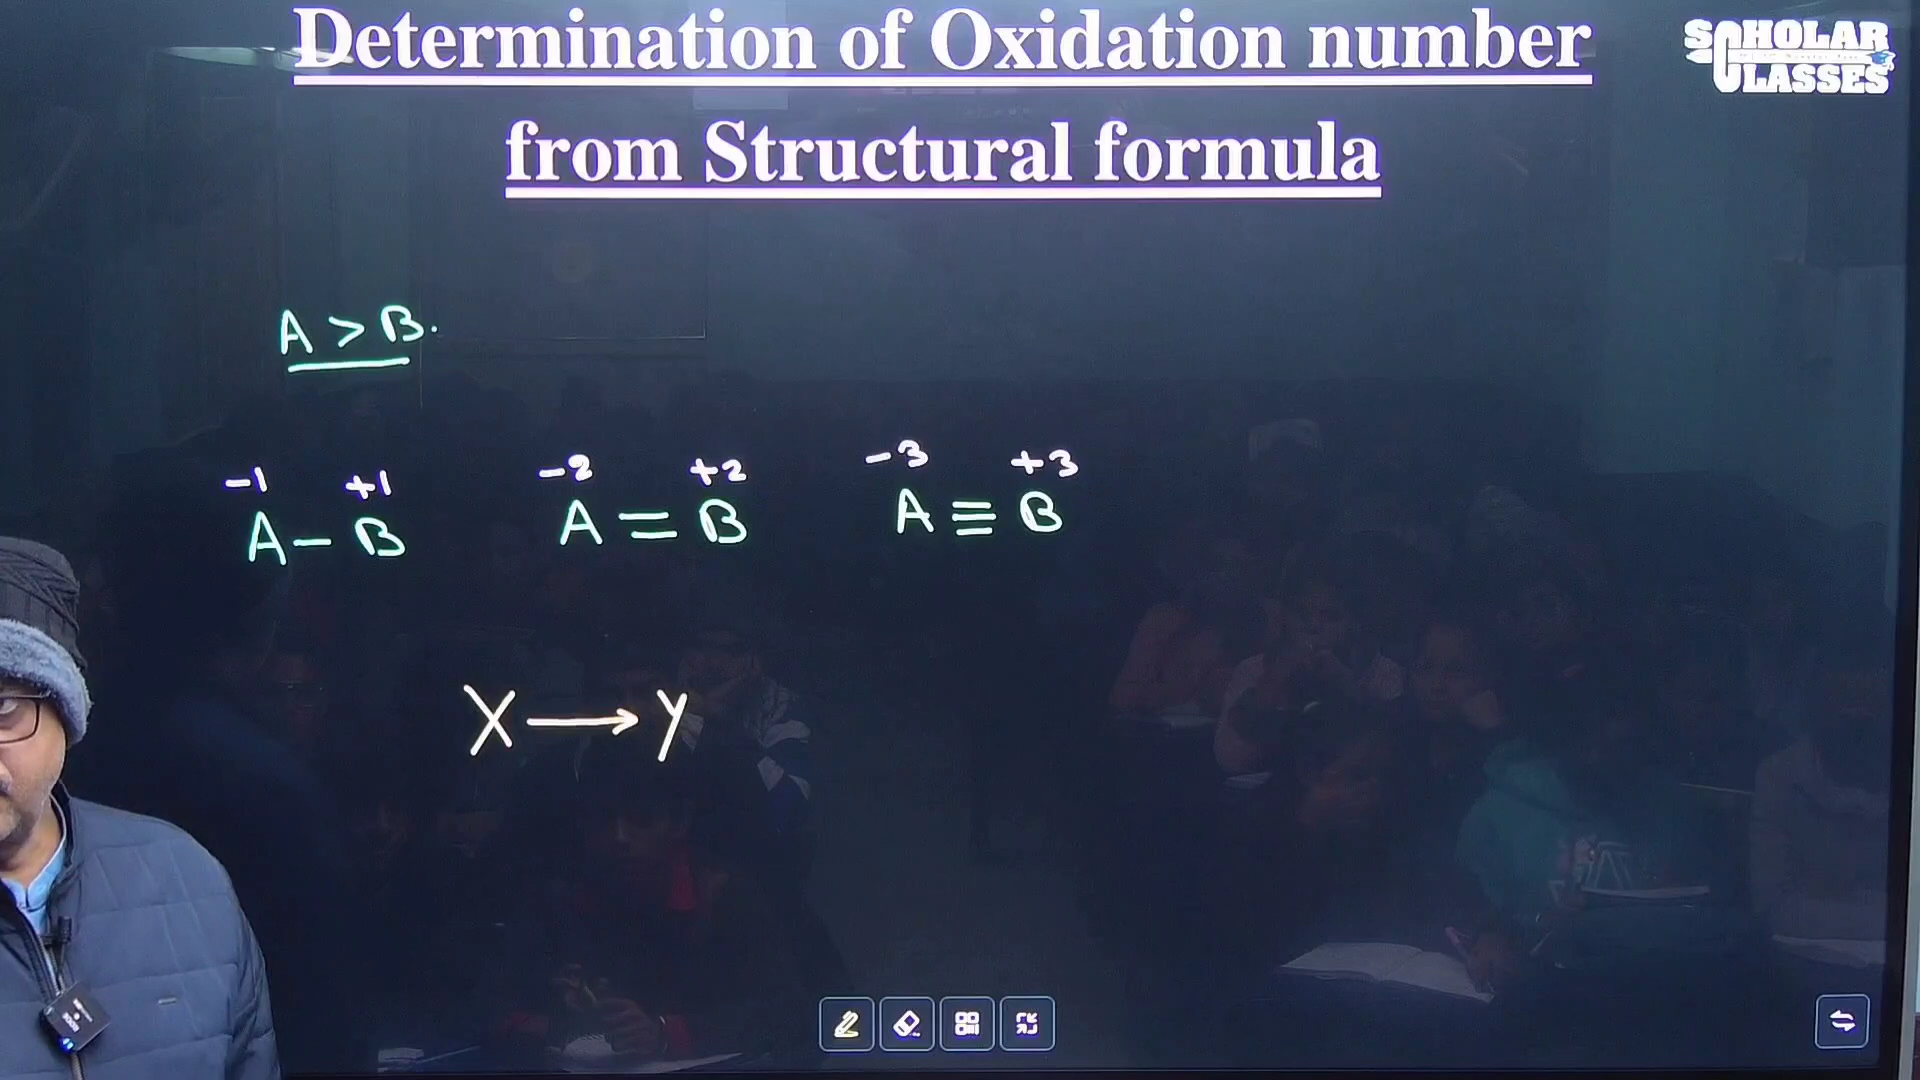 Determination of Oxidation number
from Structural formula
SCHOLAR
CLASSES
A > B.
-1 +1 -2 +2 -3 +3
A – B A = B A ≡ B
X ⟶ Y